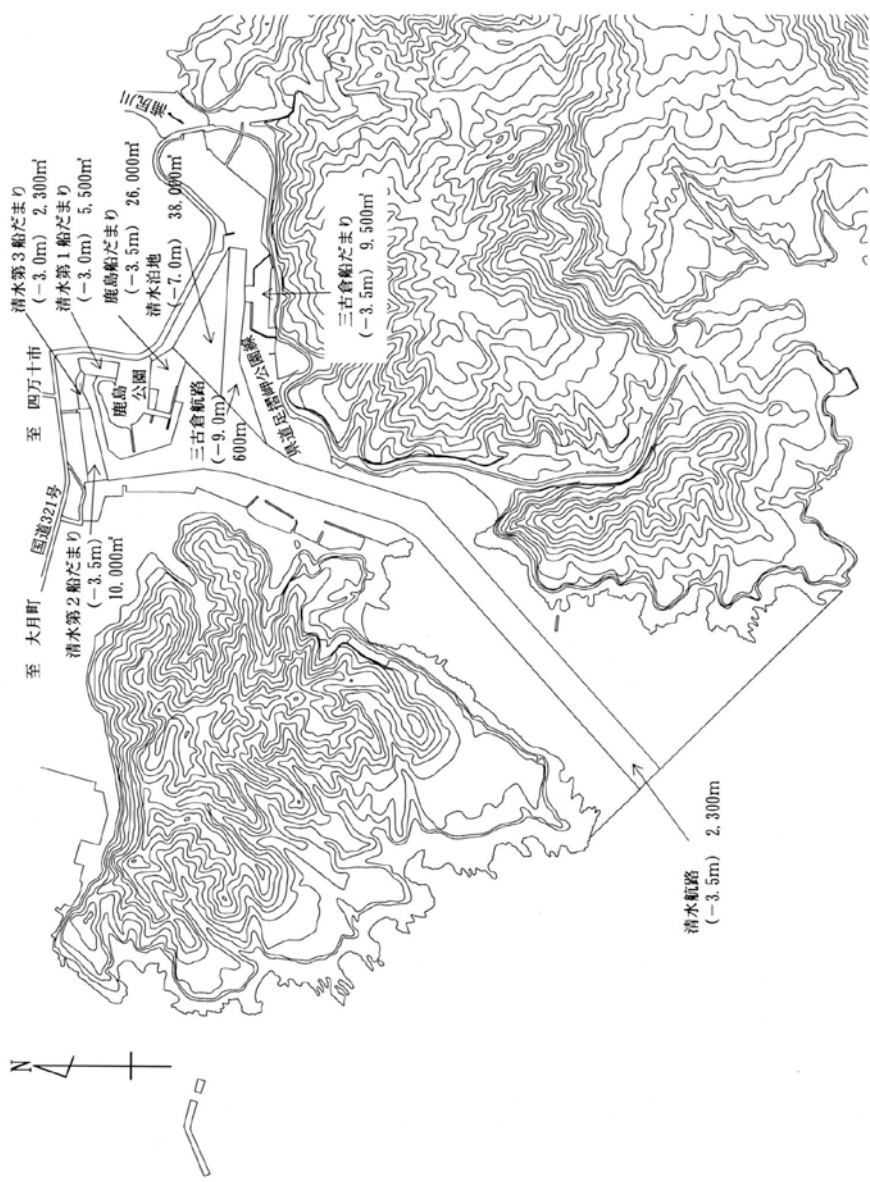 至　四万十市
清水第3船だまり
(-3.0m)　2,300㎡
清水第1船だまり
(-3.0m)　5,500㎡
鹿島船だまり
(-3.5m)　26,000㎡
清水泊地
(-7.0m)　38,000㎡
至　大月町
国道321号
清水第2船だまり
(-3.5m)
10,000㎡
鹿島
公園
三古倉航路
(-9.0m)
600m
県道足摺岬公園線
三古倉船だまり
(-3.5m)　9,500㎡
清水航路
(-3.5m)　2,300m
N